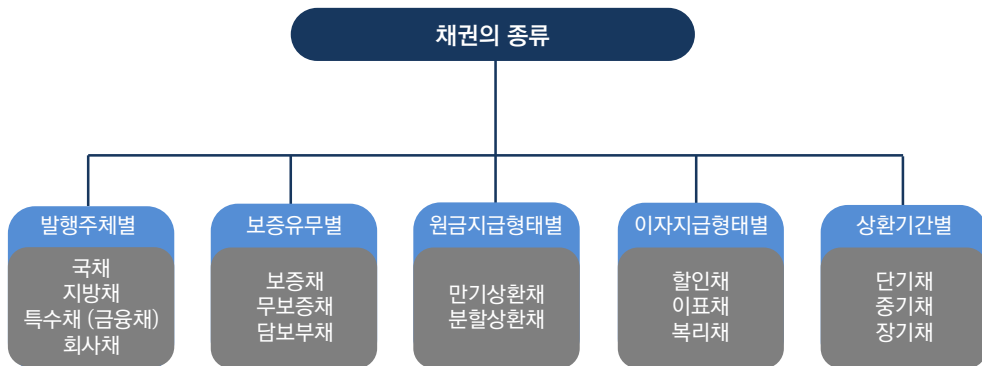 채권의 종류
발행주체별
국채
지방채
특수채 (금융채)
회사채
보증유무별
보증채
무보증채
담보부채
원금지급형태별
만기상환채
분할상환채
이자지급형태별
할인채
이표채
복리채
상환기간별
단기채
중기채
장기채